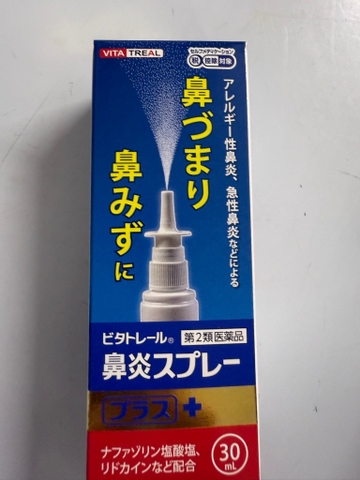 VITA TREAL
セルフメディケーション
税 控除 対象
アレルギー性鼻炎、急性鼻炎などによる
鼻づまり
鼻みずに
ビタトレール® 第2類医薬品
鼻炎スプレー
プラス+
ナファゾリン塩酸塩、
リドカインなど配合
30
mL